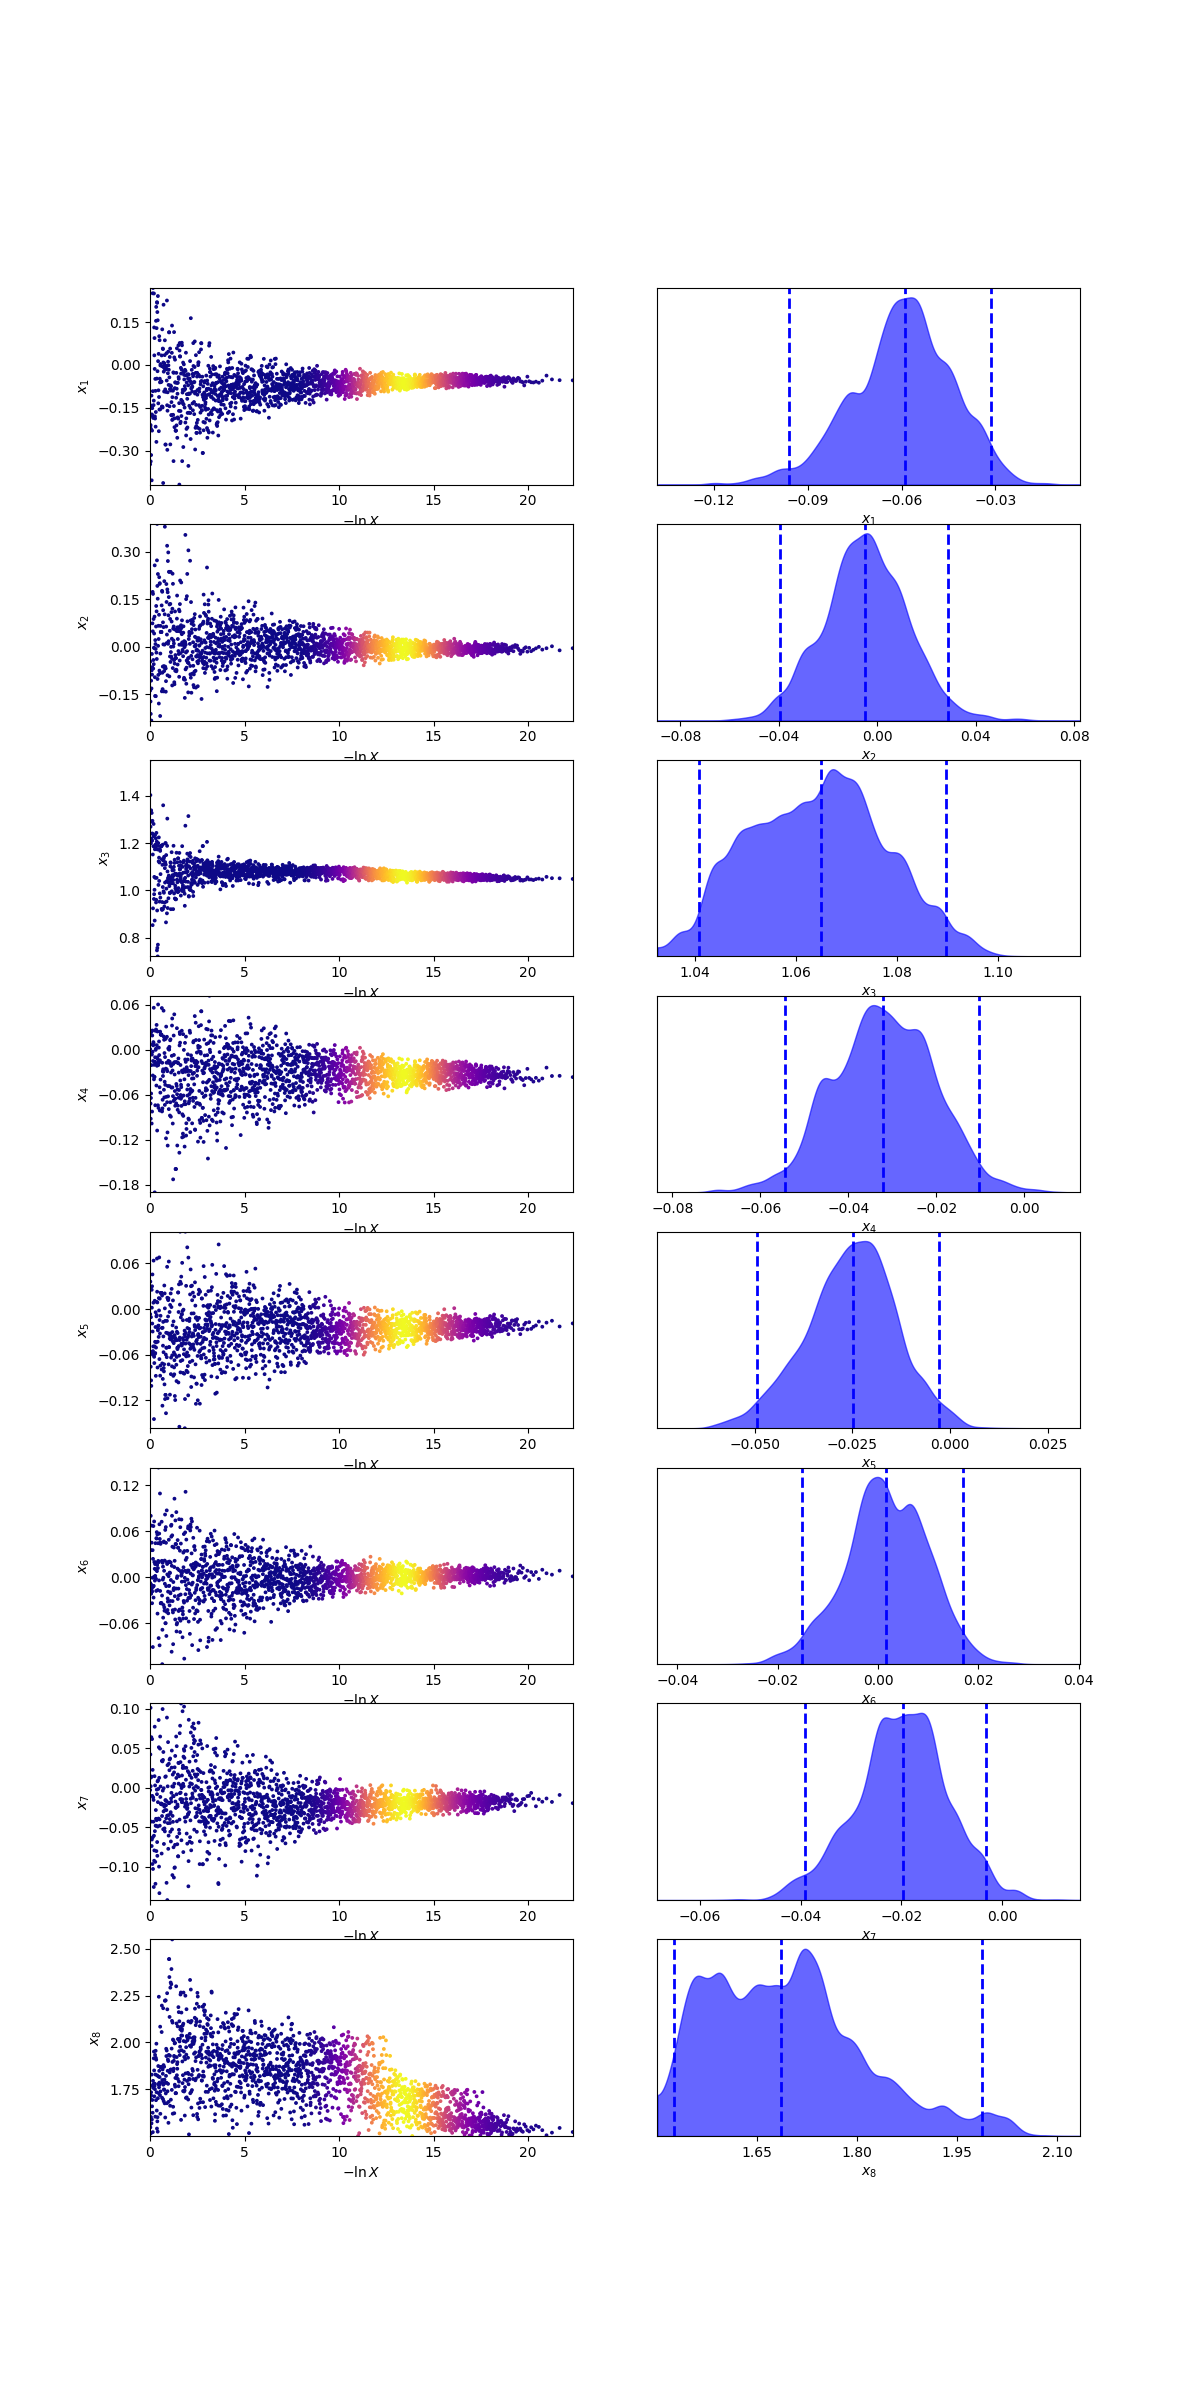 0.15
0.00
−0.15
−0.30
x₁
0 5 10 15 20
−ln X
−0.12 −0.09 −0.06 −0.03
x₁
0.30
0.15
0.00
−0.15
x₂
0 5 10 15 20
−ln X
−0.08 −0.04 0.00 0.04 0.08
x₂
1.4
1.2
1.0
0.8
x₃
0 5 10 15 20
−ln X
1.04 1.06 1.08 1.10
x₃
0.06
0.00
−0.06
−0.12
−0.18
x₄
0 5 10 15 20
−ln X
−0.08 −0.06 −0.04 −0.02 0.00
x₄
0.06
0.00
−0.06
−0.12
x₅
0 5 10 15 20
−ln X
−0.050 −0.025 0.000 0.025
x₅
0.12
0.06
0.00
−0.06
x₆
0 5 10 15 20
−ln X
−0.04 −0.02 0.00 0.02 0.04
x₆
0.10
0.05
0.00
−0.05
−0.10
x₇
0 5 10 15 20
−ln X
−0.06 −0.04 −0.02 0.00
x₇
2.50
2.25
2.00
1.75
x₈
0 5 10 15 20
−ln X
1.65 1.80 1.95 2.10
x₈